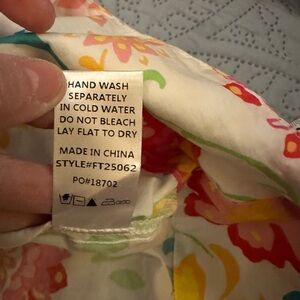 HAND WASH
SEPARATELY
IN COLD WATER
DO NOT BLEACH
LAY FLAT TO DRY
MADE IN CHINA
STYLE#FT25062
PO#18702